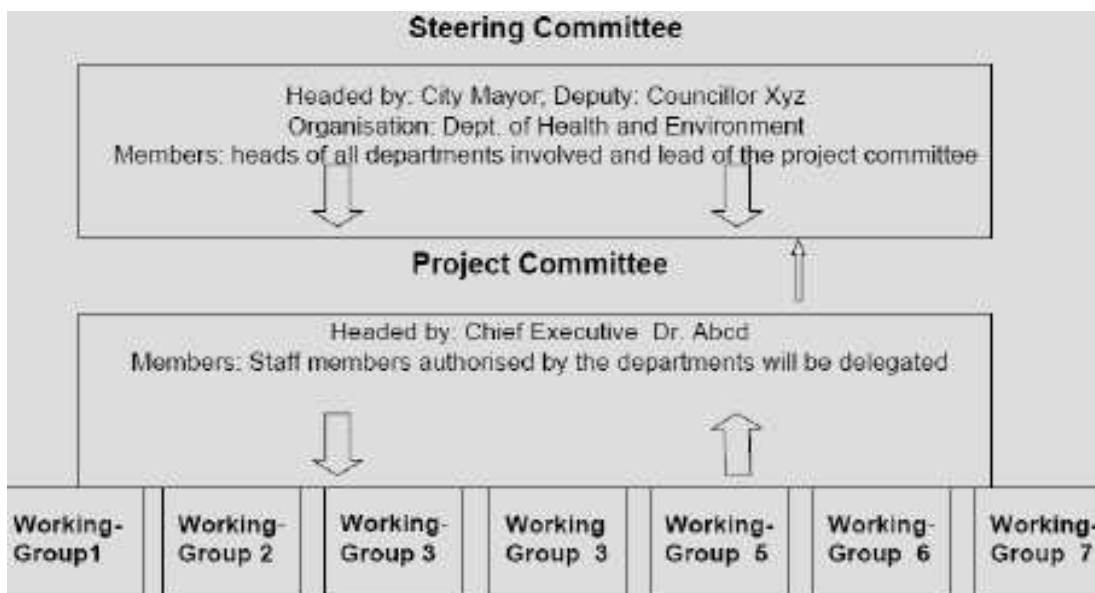 Steering Committee
Headed by: City Mayor; Deputy: Councillor Xyz
Organisation: Dept. of Health and Environment
Members: heads of all departments involved and lead of the project committee
Project Committee
Headed by: Chief Executive Dr. Abcd
Members: Staff members authorised by the departments will be delegated
Working-
Group1
Working-
Group 2
Working-
Group 3
Working
Group 3
Working-
Group 5
Working-
Group 6
Working-
Group 7